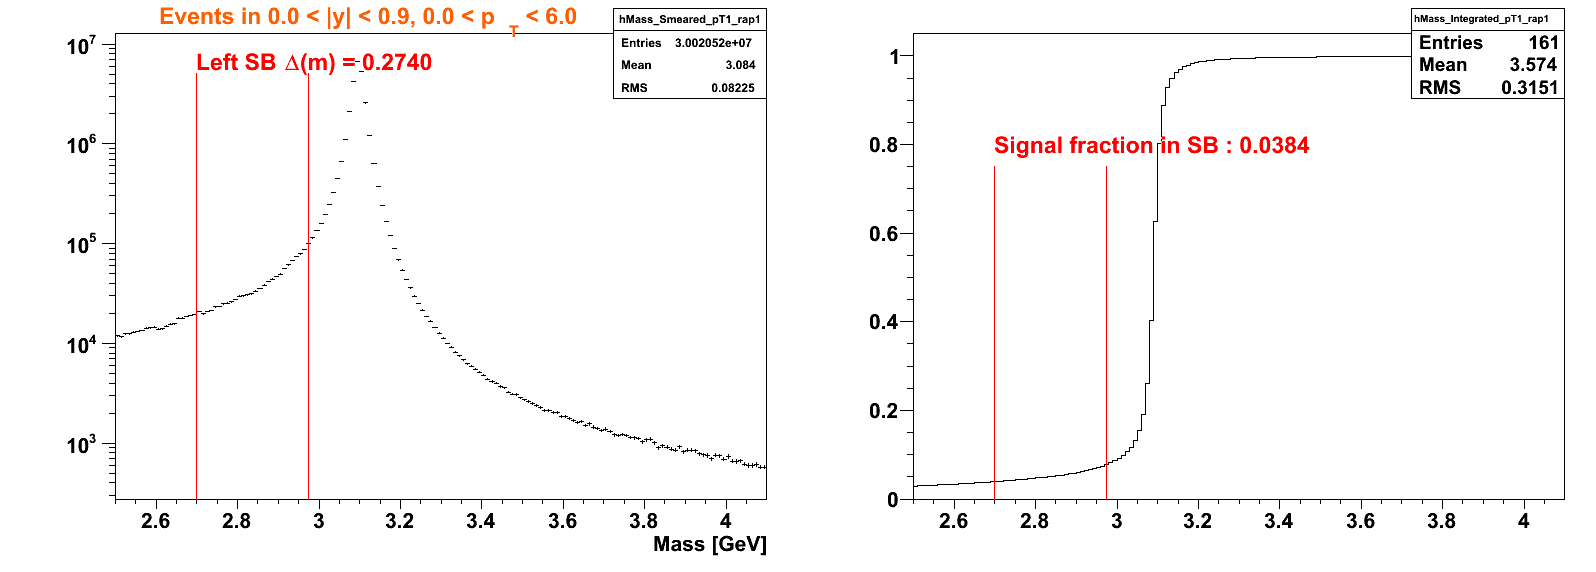 Events in 0.0 < |y| < 0.9, 0.0 < p_T < 6.0
hMass_Smeared_pT1_rap1
Entries 3.002052e+07
Mean 3.084
RMS 0.08225
Left SB Δ(m) = 0.2740
10^7
10^6
10^5
10^4
10^3
2.6 2.8 3 3.2 3.4 3.6 3.8 4
Mass [GeV]
hMass_Integrated_pT1_rap1
Entries 161
Mean 3.574
RMS 0.3151
Signal fraction in SB : 0.0384
1
0.8
0.6
0.4
0.2
0
2.6 2.8 3 3.2 3.4 3.6 3.8 4